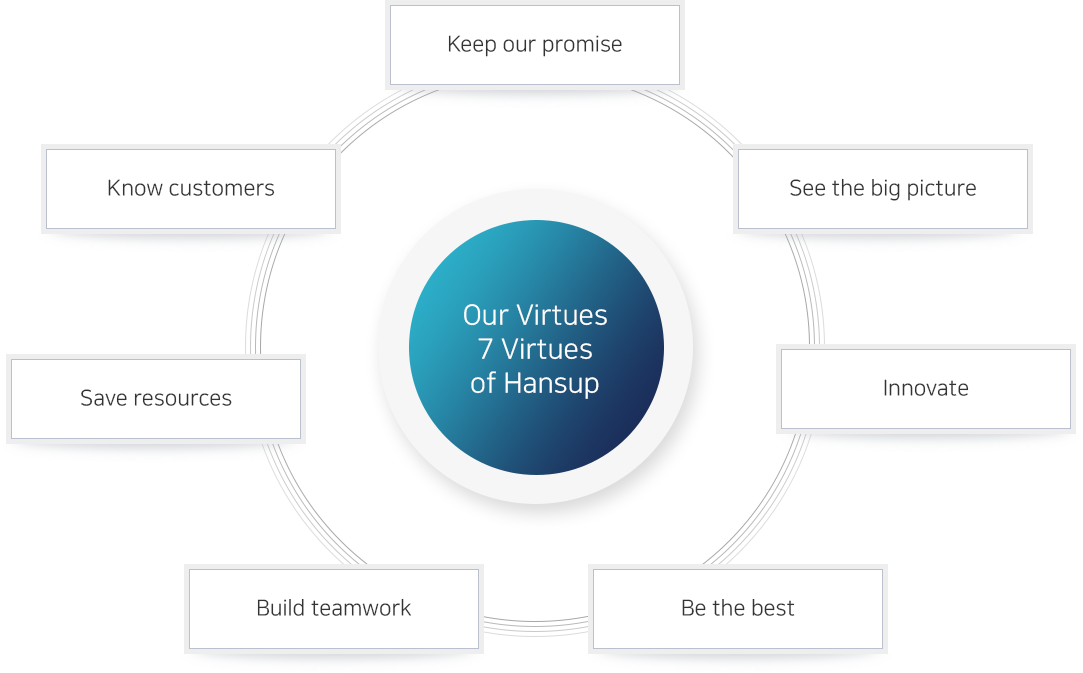 Keep our promise
Know customers
See the big picture
Our Virtues
7 Virtues
of Hansup
Save resources
Innovate
Build teamwork
Be the best